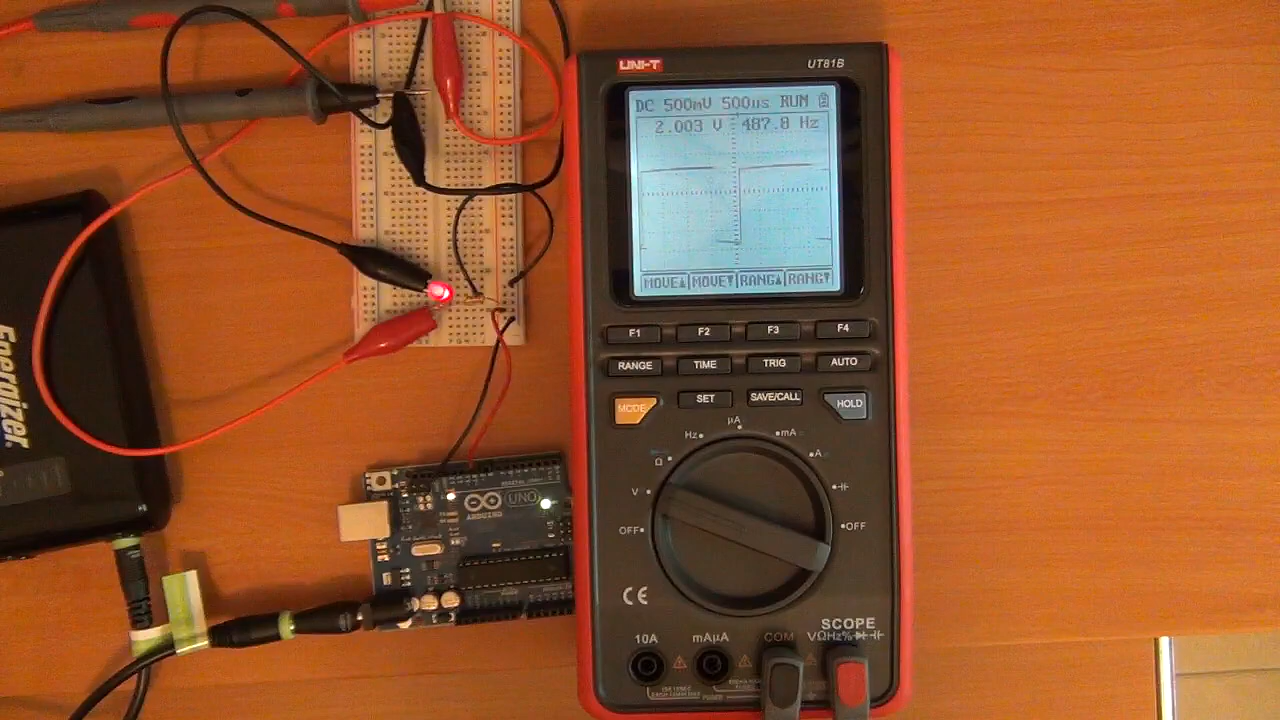 UNI-T
UT81B
DC 500mV 500us RUN
2.003 V 487.8 Hz
MOVE▲ MOVE▼ RANG▲ RANG▼
F1 F2 F3 F4
RANGE TIME TRIG AUTO
MODE SET SAVE/CALL HOLD
µA
Hz mA
Ω A
V
OFF OFF
CE
SCOPE
10A mAµA COM VΩHz%
Energizer
UNO
ARDUINO